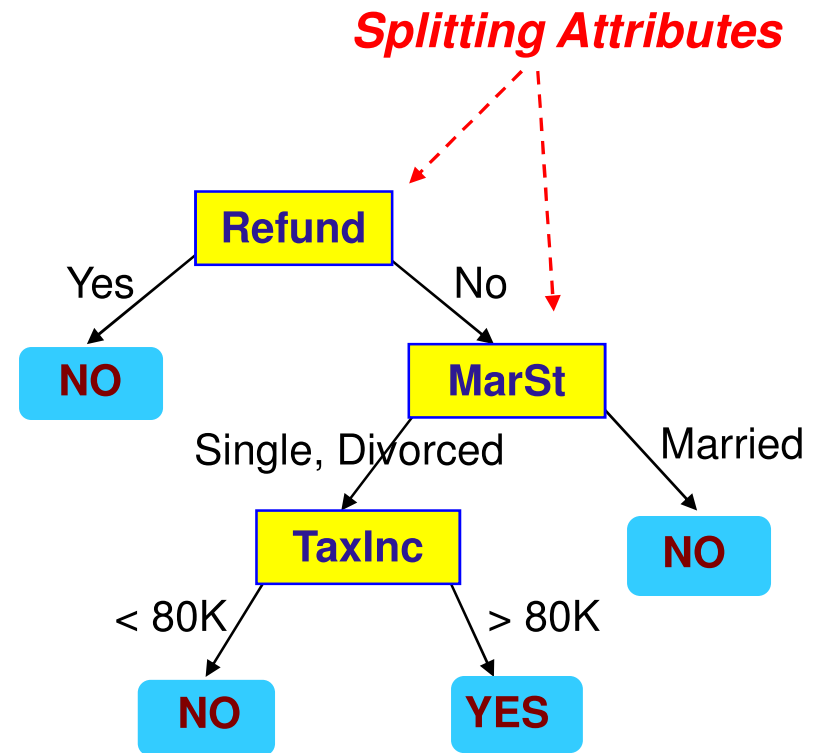 Splitting Attributes
Refund
Yes
No
NO
MarSt
Single, Divorced
Married
TaxInc
NO
< 80K
> 80K
NO
YES